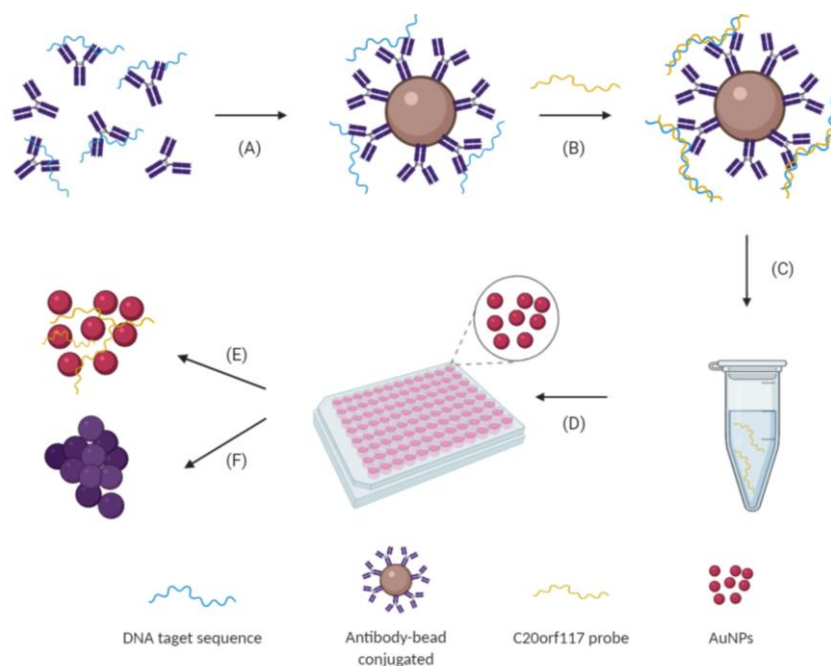 (A)
(B)
(C)
(D)
(E)
(F)
DNA taget sequence
Antibody-bead
conjugated
C20orf117 probe
AuNPs